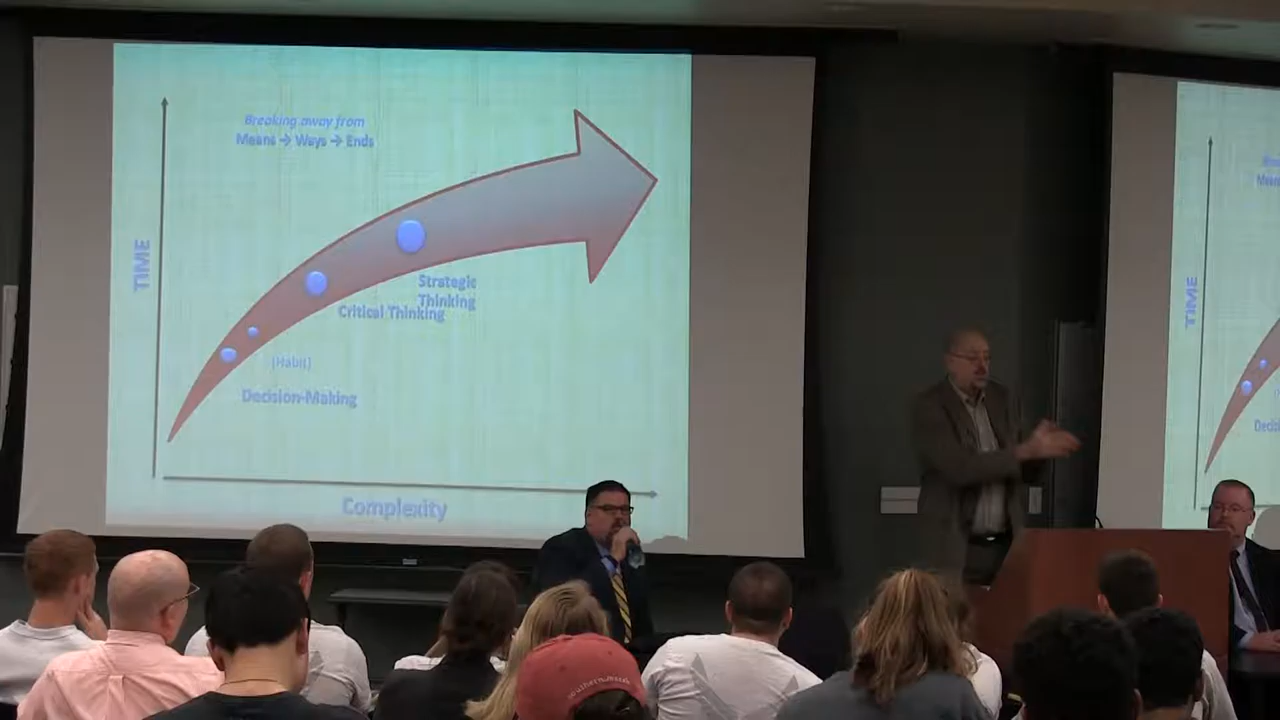 Breaking away from
Means → Ways → Ends
TIME
Strategic
Thinking
Critical Thinking
(Habit)
Decision-Making
Complexity
TIME